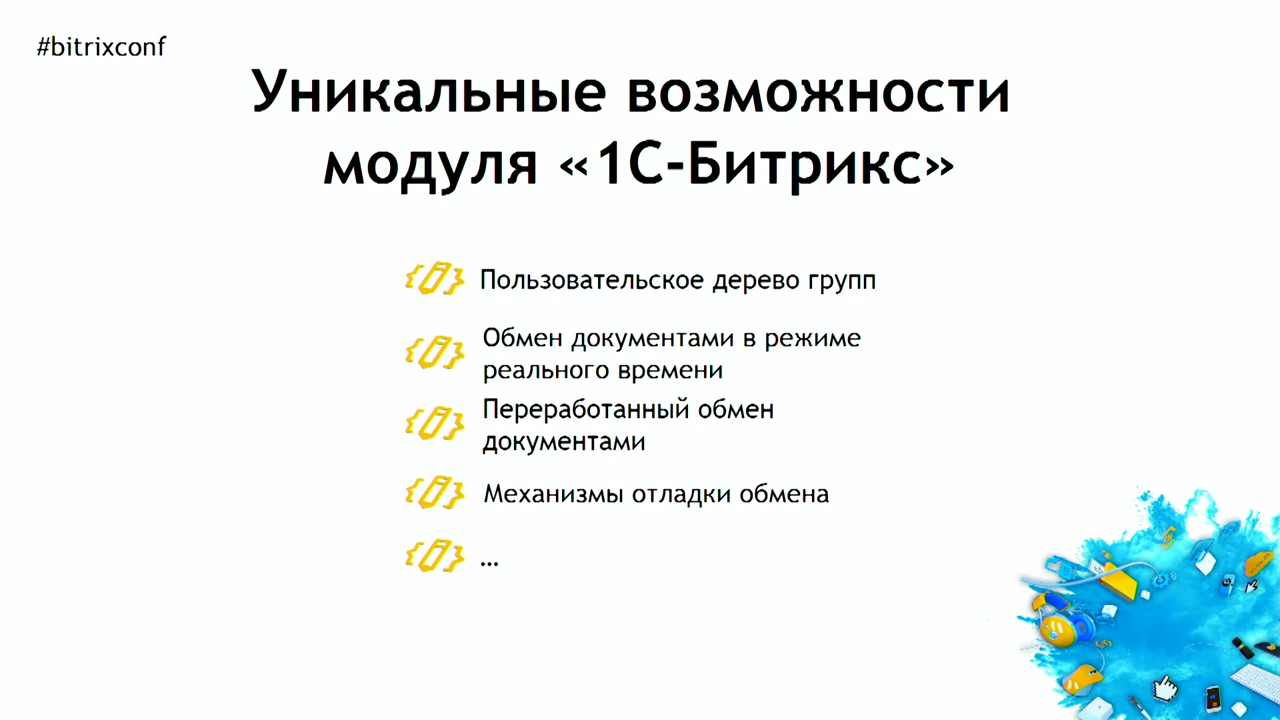 #bitrixconf
Уникальные возможности
модуля «1С-Битрикс»
Пользовательское дерево групп
Обмен документами в режиме
реального времени
Переработанный обмен
документами
Механизмы отладки обмена
...